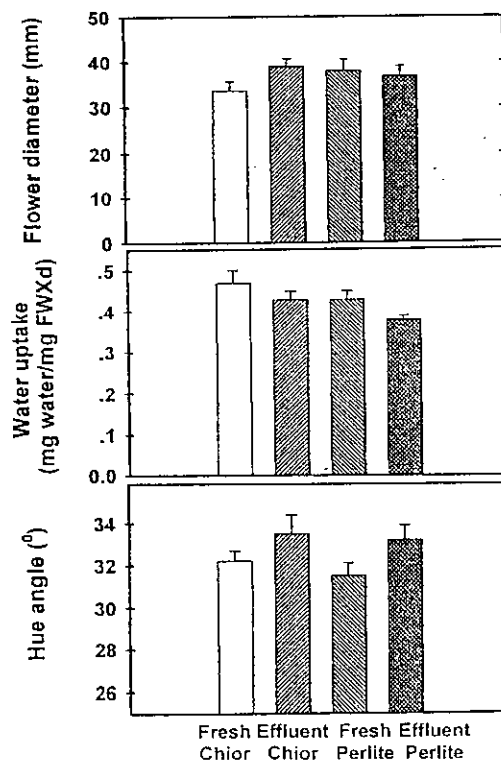 Flower diameter (mm)
50
40
30
20
10
0
Water uptake
(mg water/mg FWXd)
.5
.4
.3
.2
.1
0.0
Hue angle (⁰)
34
32
30
28
26
Fresh Effluent Fresh Effluent
Chior Chior Perlite Perlite